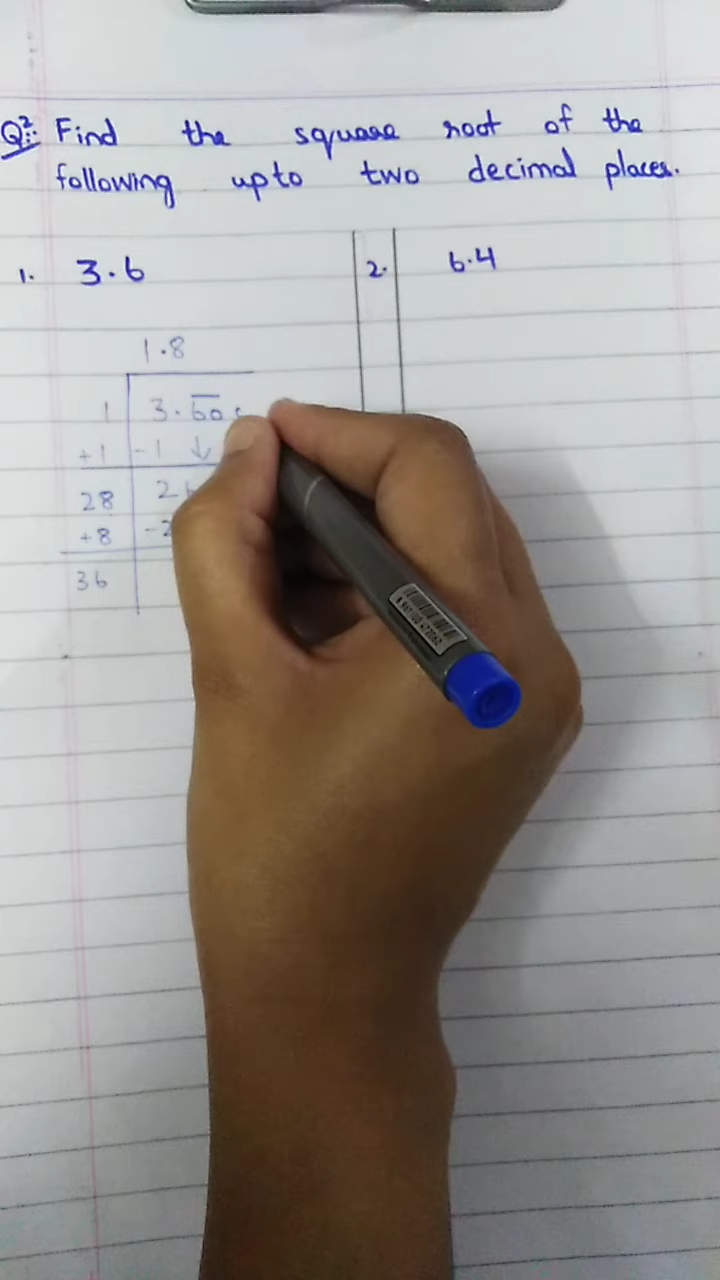 Q2: Find the square root of the
following upto two decimal places.
1. 3.6 2. 6.4
1.8
1 3.60
+1 -1 ↓
28 2
+8 -2
36